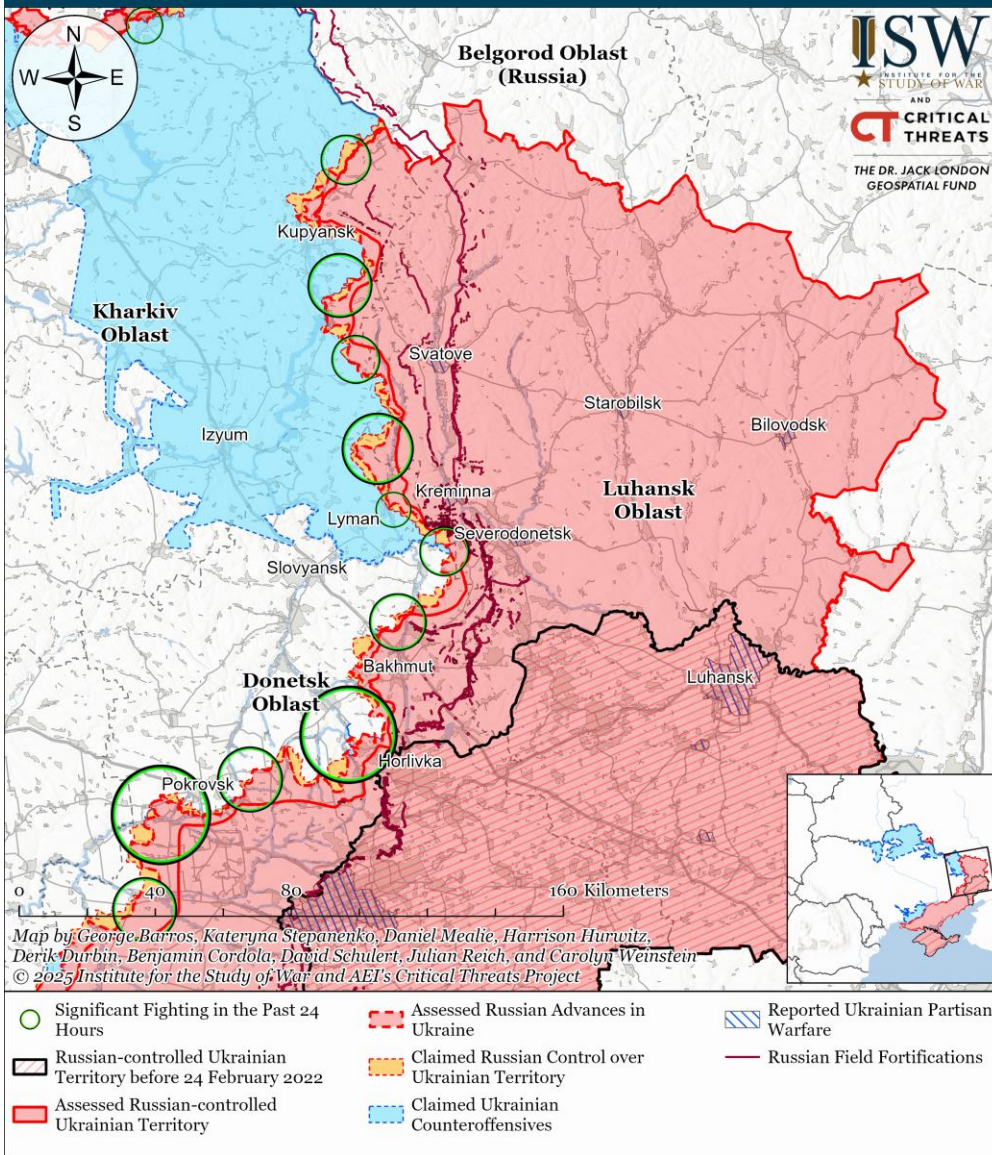 N
W
E
S
Belgorod Oblast
(Russia)
ISW
INSTITUTE FOR THE
STUDY OF WAR
AND
CT CRITICAL
THREATS
THE DR. JACK LONDON
GEOSPATIAL FUND
Kupyansk
Kharkiv
Oblast
Svatove
Starobilsk
Bilovodsk
Izyum
Kreminna
Luhansk
Oblast
Lyman
Severodonetsk
Slovyansk
Bakhmut
Luhansk
Donetsk
Oblast
Horlivka
Pokrovsk
0
40
80
160 Kilometers
Map by George Barros, Kateryna Stepanenko, Daniel Mealie, Harrison Hurwitz,
Derik Durbin, Benjamin Cordola, David Schulert, Julian Reich, and Carolyn Weinstein
© 2025 Institute for the Study of War and AEI's Critical Threats Project
Significant Fighting in the Past 24
Hours
Russian-controlled Ukrainian
Territory before 24 February 2022
Assessed Russian-controlled
Ukrainian Territory
Assessed Russian Advances in
Ukraine
Claimed Russian Control over
Ukrainian Territory
Claimed Ukrainian
Counteroffensives
Reported Ukrainian Partisan
Warfare
Russian Field Fortifications